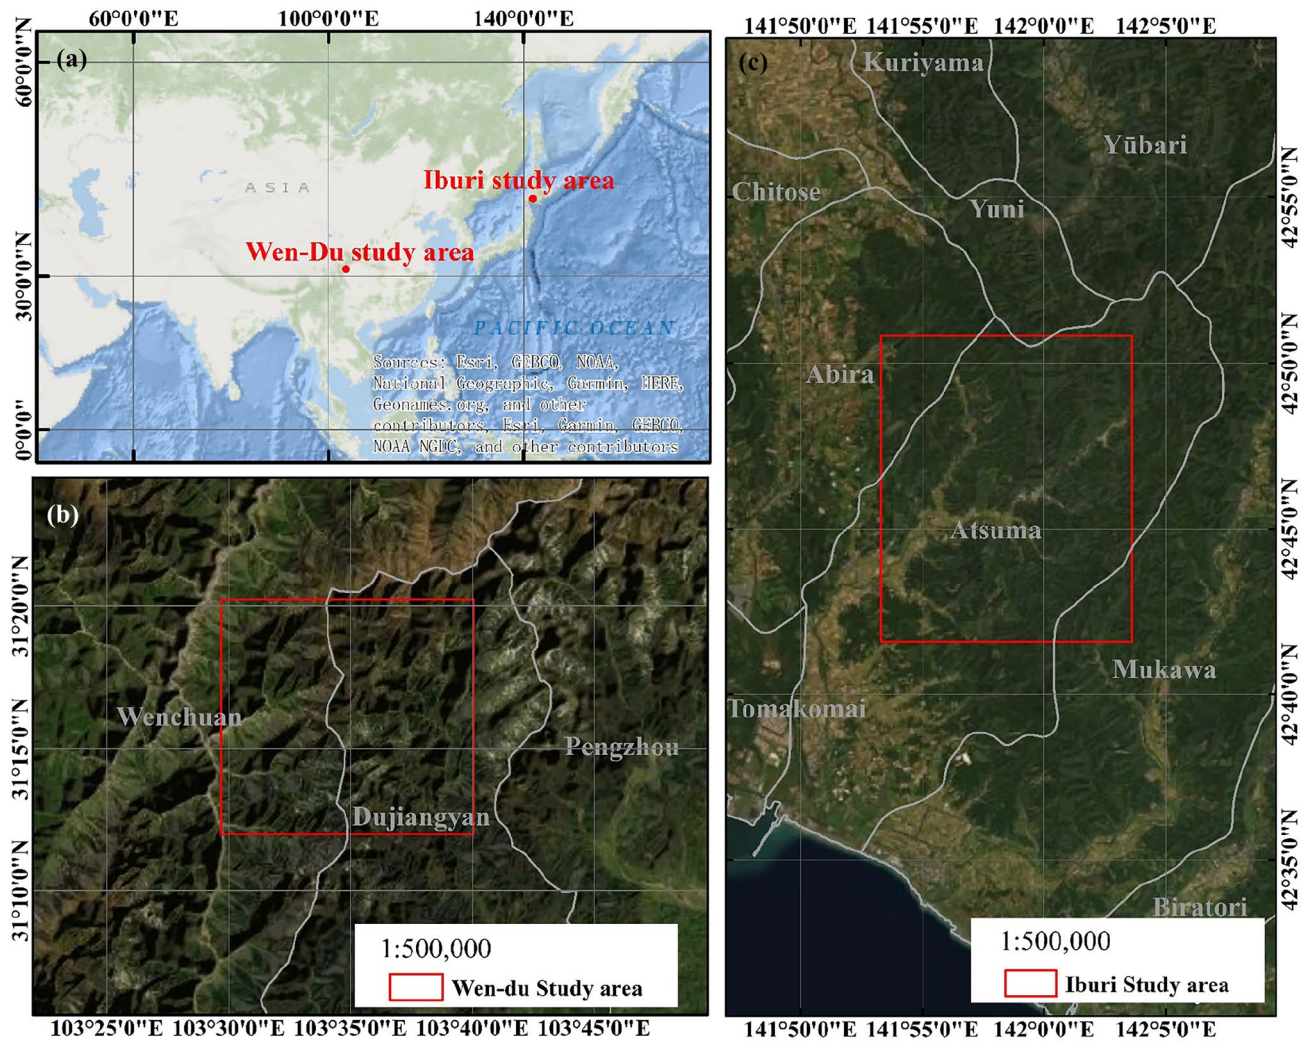 60°0'0"E 100°0'0"E 140°0'0"E
60°0'0"N
30°0'0"N
0°0'0"
(a)
ASIA
Iburi study area
Wen-Du study area
PACIFIC OCEAN
Sources: Esri, GEBCO, NOAA,
National Geographic, Garmin, HERE,
Geonames.org, and other
contributors, Esri, Garmin, GEBCO,
NOAA NGDC, and other contributors
(b)
31°20'0"N
31°15'0"N
31°10'0"N
Wenchuan
Pengzhou
Dujiangyan
1:500,000
Wen-du Study area
103°25'0"E 103°30'0"E 103°35'0"E 103°40'0"E 103°45'0"E
141°50'0"E 141°55'0"E 142°0'0"E 142°5'0"E
(c)
Kuriyama
Yūbari
Chitose
Yuni
Abira
Atsuma
Mukawa
Tomakomai
Biratori
42°55'0"N
42°50'0"N
42°45'0"N
42°40'0"N
42°35'0"N
1:500,000
Iburi Study area
141°50'0"E 141°55'0"E 142°0'0"E 142°5'0"E